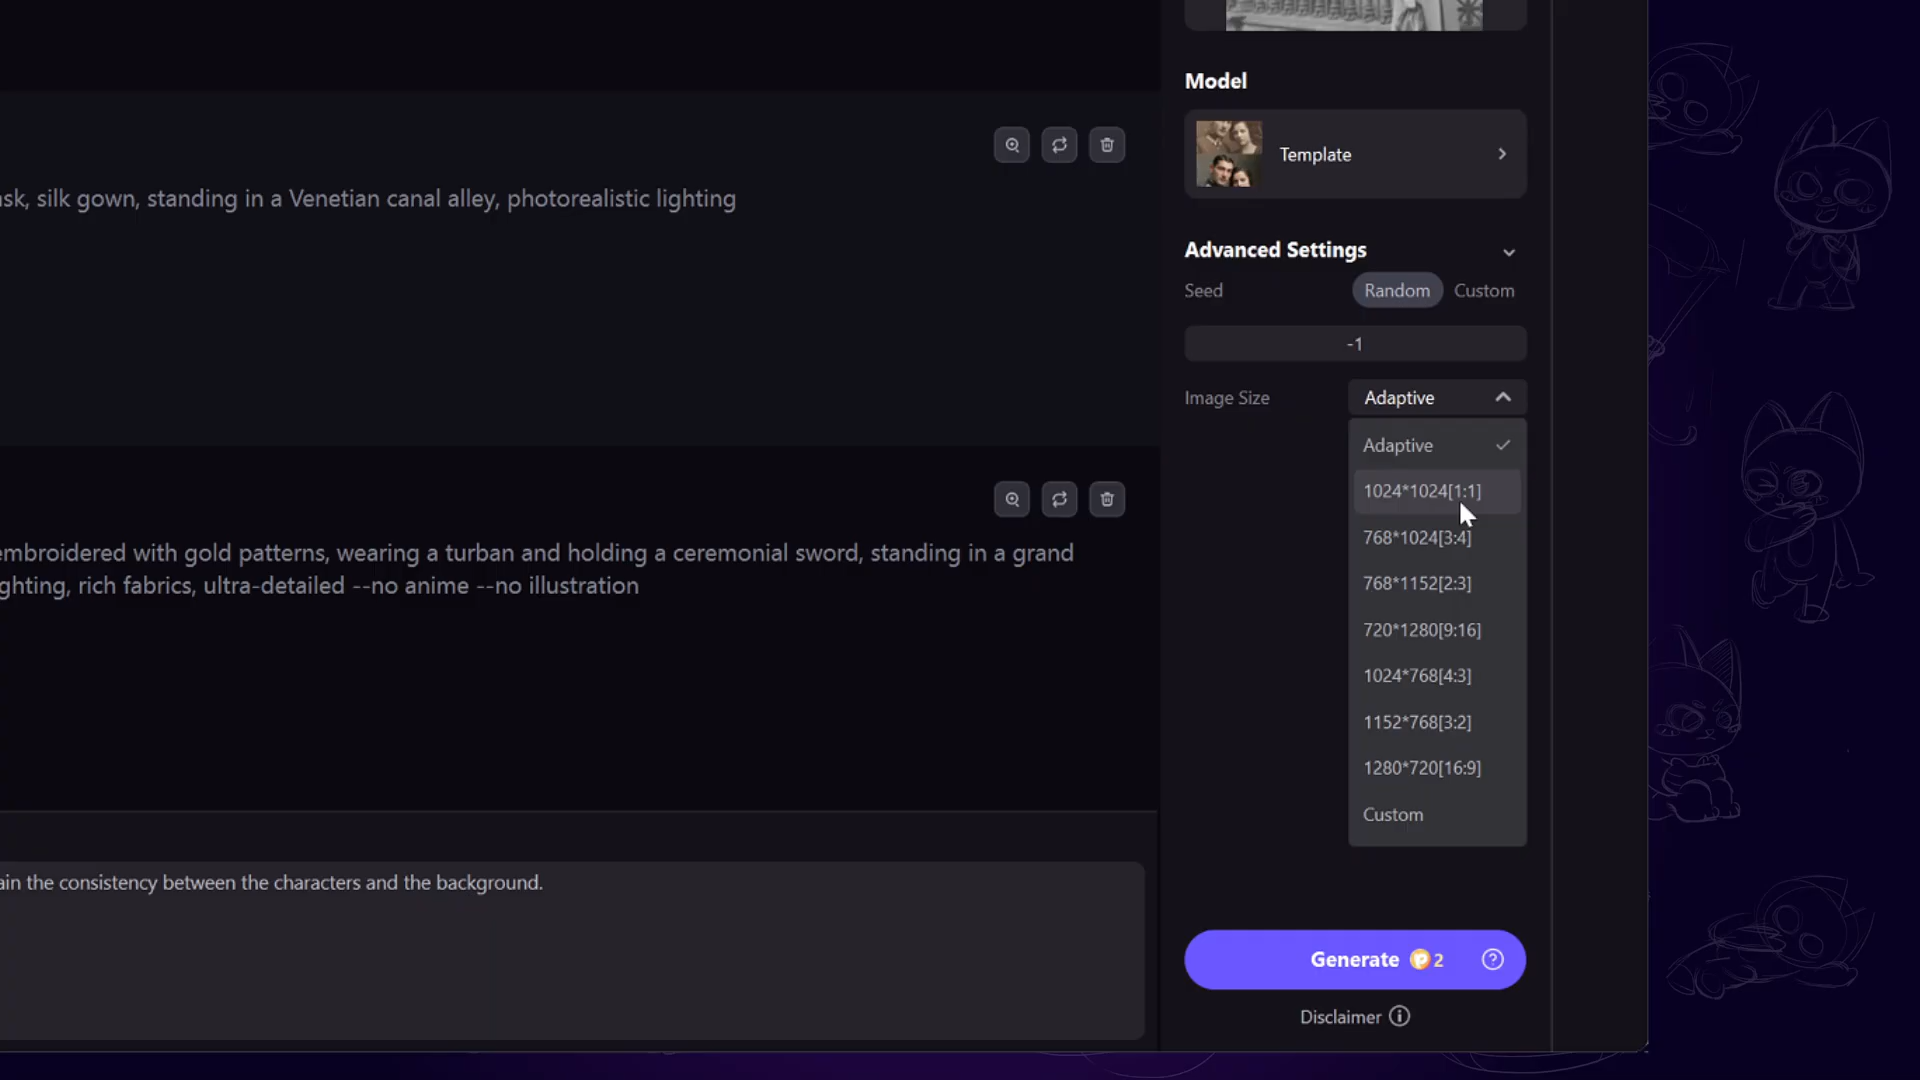 Model
Template
Advanced Settings
Seed
Random
Custom
-1
Image Size
Adaptive
Adaptive
1024*1024[1:1]
768*1024[3:4]
768*1152[2:3]
720*1280[9:16]
1024*768[4:3]
1152*768[3:2]
1280*720[16:9]
Custom
Generate 2
Disclaimer
sk, silk gown, standing in a Venetian canal alley, photorealistic lighting
embroidered with gold patterns, wearing a turban and holding a ceremonial sword, standing in a grand
ghting, rich fabrics, ultra-detailed --no anime --no illustration
ain the consistency between the characters and the background.